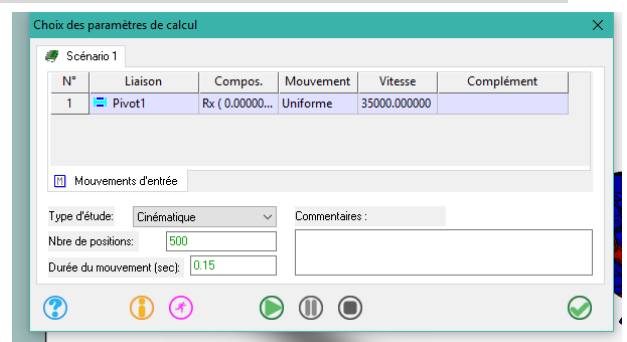 Choix des paramètres de calcul
Scénario 1
N° Liaison Compos. Mouvement Vitesse Complément
1 Pivot1 Rx ( 0.00000... Uniforme 35000.000000
M Mouvements d'entrée
Type d'étude: Cinématique Commentaires :
Nbre de positions: 500
Durée du mouvement (sec): 0.15